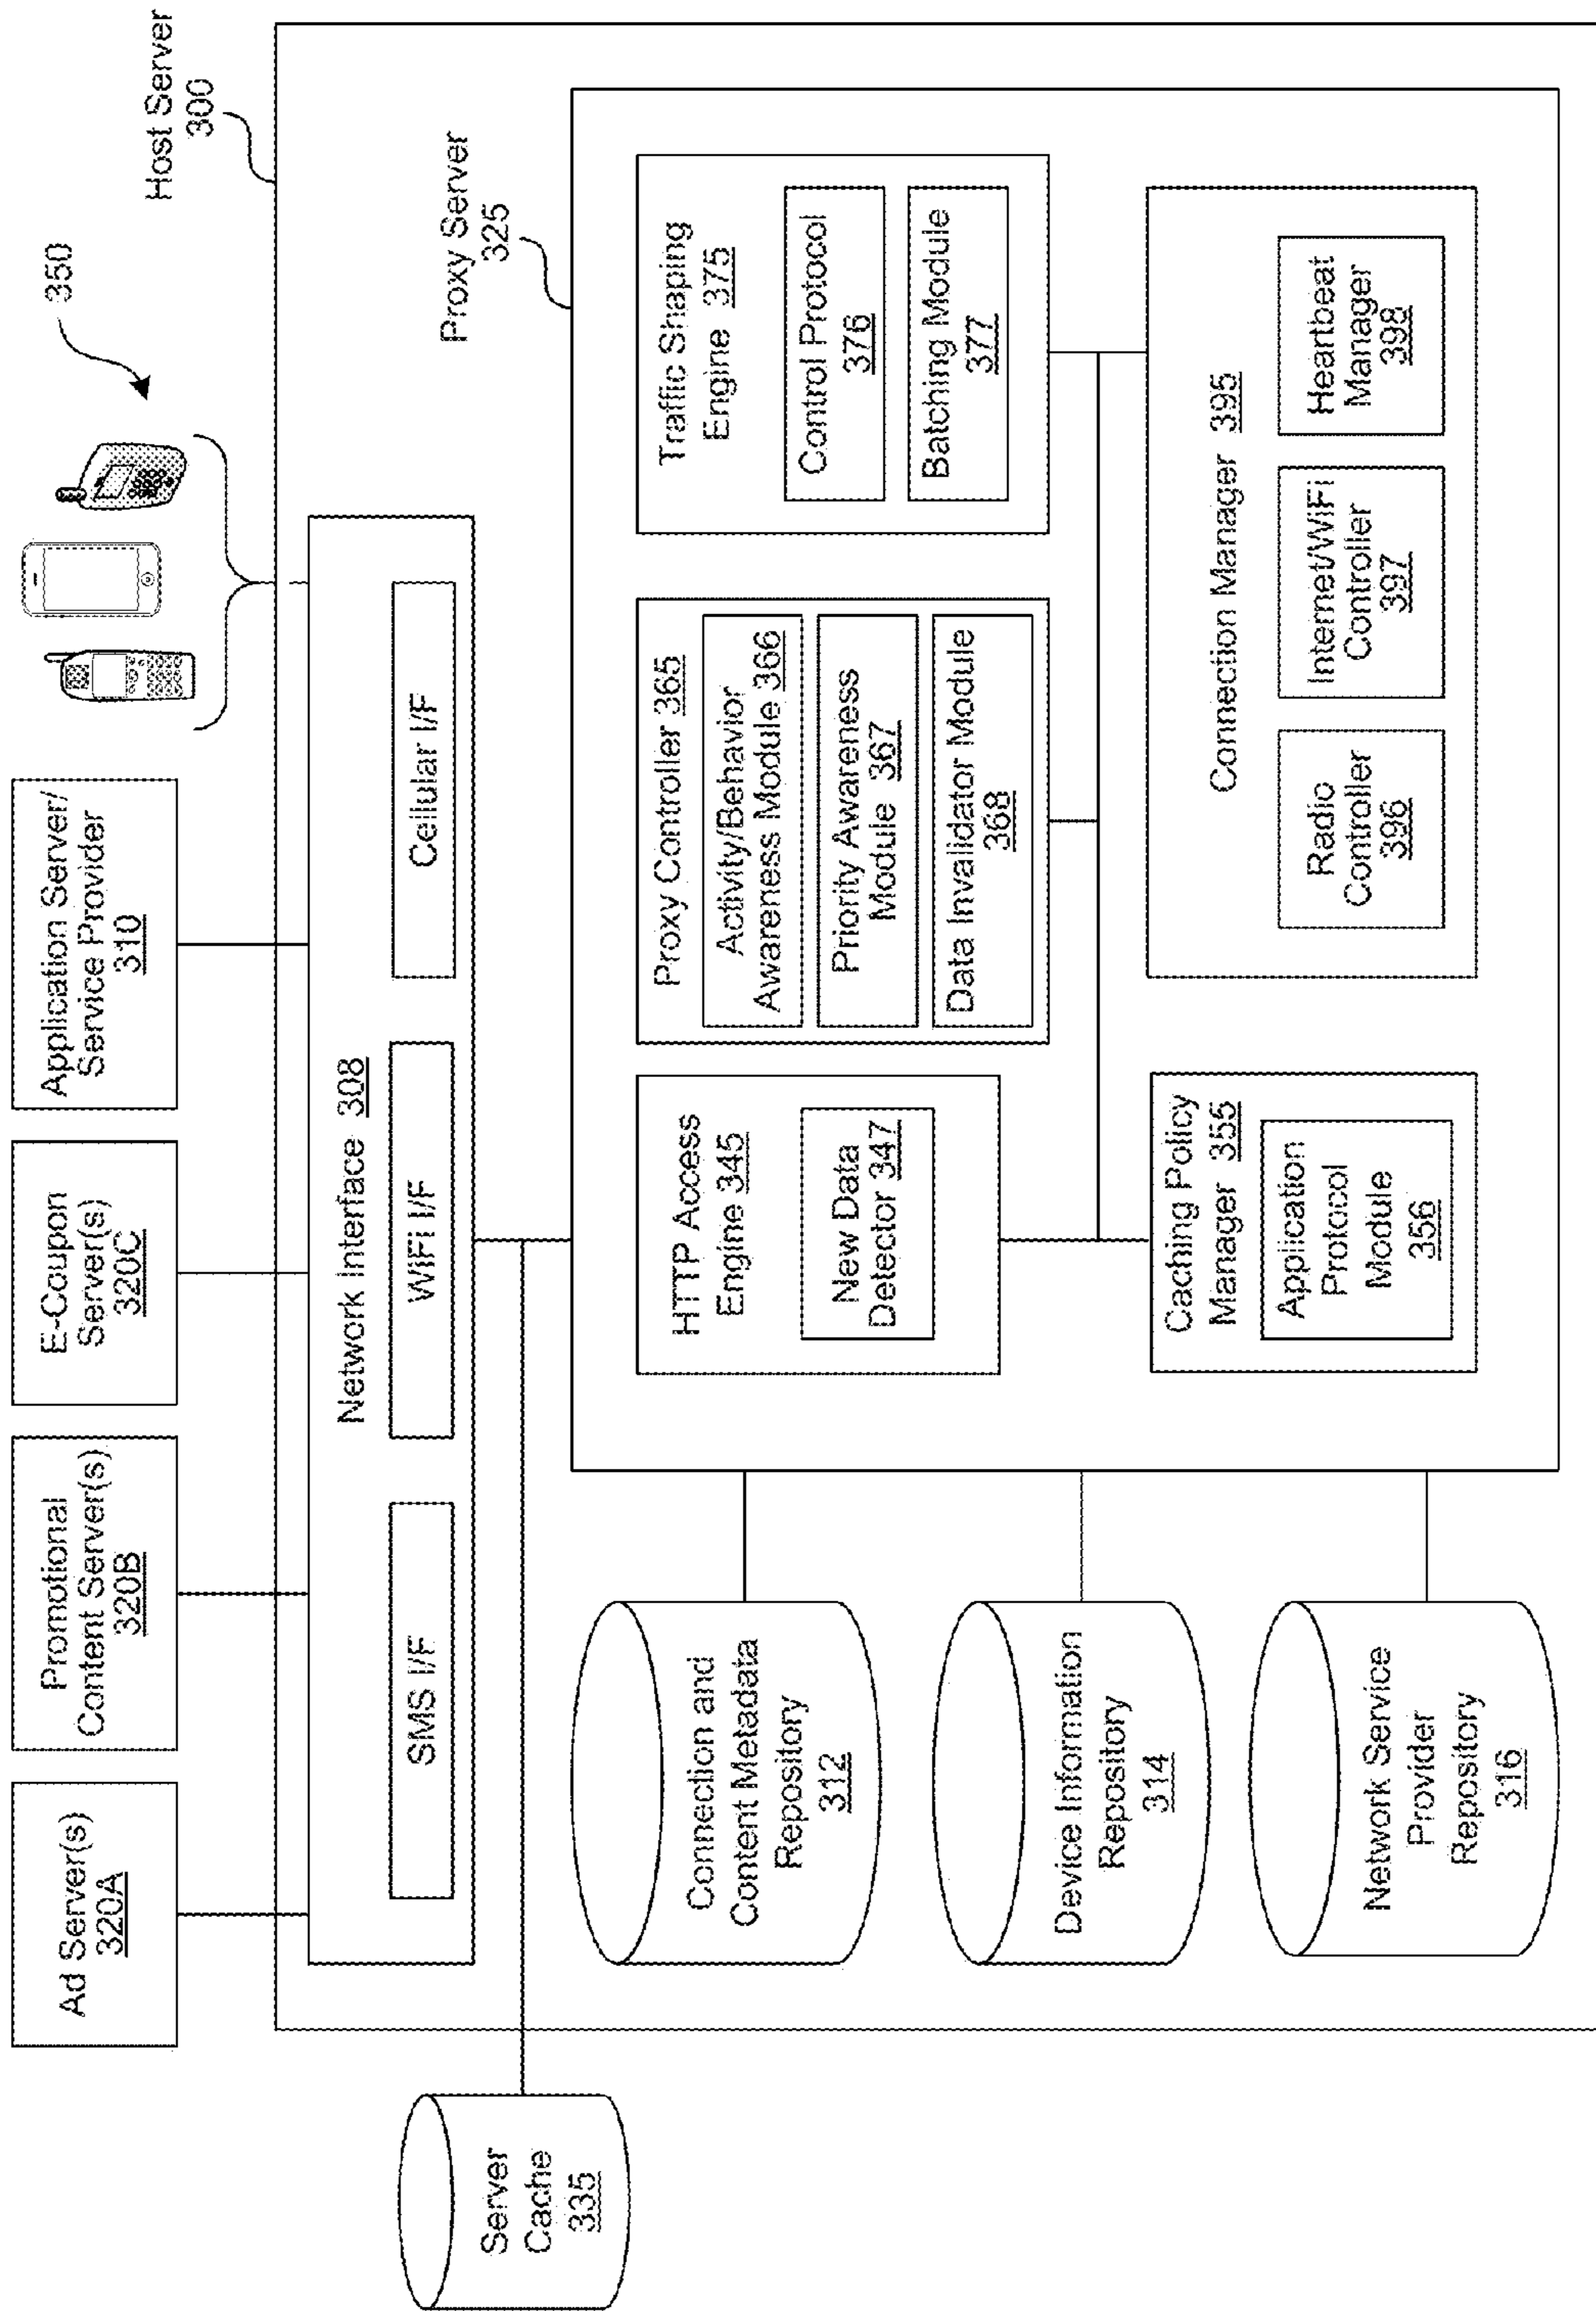 Ad Server(s)
320A
Promotional
Content Server(s)
320B
E-Coupon
Server(s)
320C
Application Server/
Service Provider
310
350
Host Server
300
Network Interface 308
SMS I/F
WiFi I/F
Cellular I/F
Server
Cache
335
Proxy Server
325
Connection and
Content Metadata
Repository
312
Device Information
Repository
314
Network Service
Provider
Repository
316
HTTP Access
Engine 345
New Data
Detector 347
Proxy Controller 365
Activity/Behavior
Awareness Module 366
Priority Awareness
Module 367
Data Invalidator Module
368
Traffic Shaping
Engine 375
Control Protocol
376
Batching Module
377
Caching Policy
Manager 355
Application
Protocol
Module
356
Connection Manager 395
Radio
Controller
396
Internet/WiFi
Controller
397
Heartbeat
Manager
398